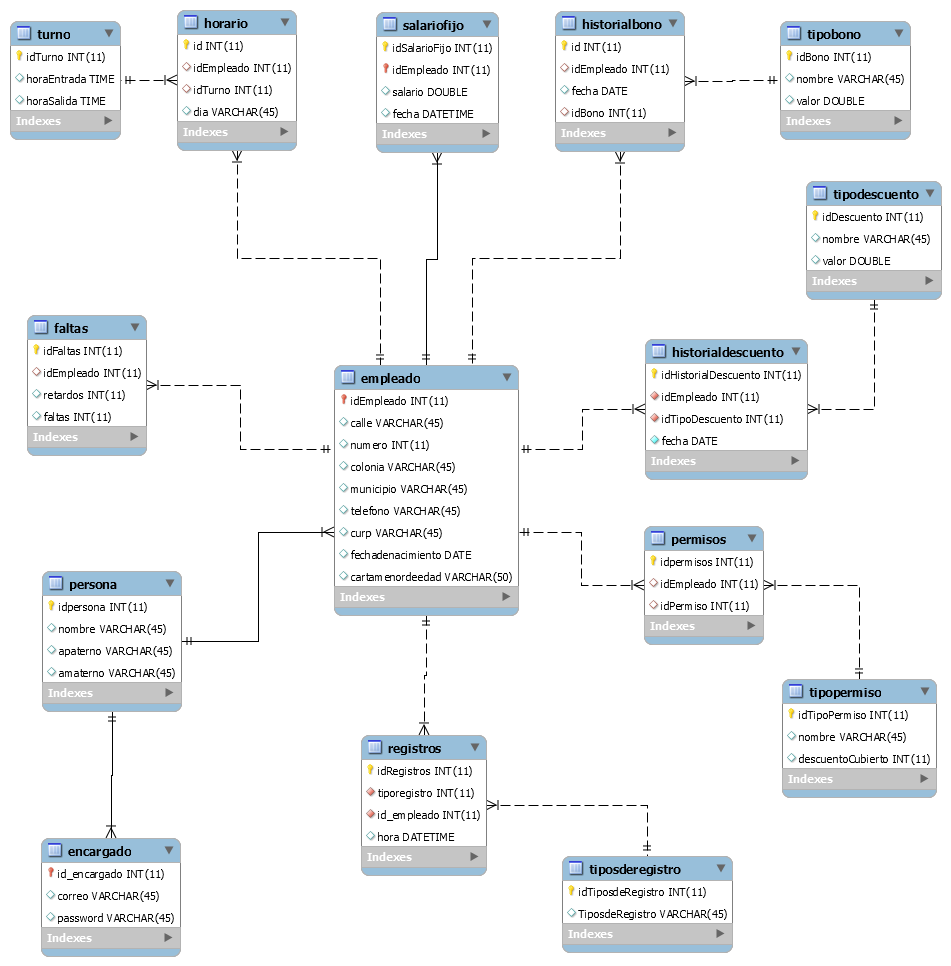 turno
idTurno INT(11)
horaEntrada TIME
horaSalida TIME
Indexes
horario
id INT(11)
idEmpleado INT(11)
idTurno INT(11)
dia VARCHAR(45)
Indexes
salariofijo
idSalarioFijo INT(11)
idEmpleado INT(11)
salario DOUBLE
fecha DATETIME
Indexes
historialbono
id INT(11)
idEmpleado INT(11)
fecha DATE
idBono INT(11)
Indexes
tipobono
idBono INT(11)
nombre VARCHAR(45)
valor DOUBLE
Indexes
tipodescuento
idDescuento INT(11)
nombre VARCHAR(45)
valor DOUBLE
Indexes
faltas
idFaltas INT(11)
idEmpleado INT(11)
retardos INT(11)
faltas INT(11)
Indexes
empleado
idEmpleado INT(11)
calle VARCHAR(45)
numero INT(11)
colonia VARCHAR(45)
municipio VARCHAR(45)
telefono VARCHAR(45)
curp VARCHAR(45)
fechadenacimiento DATE
cartamenordeedad VARCHAR(50)
Indexes
historialdescuento
idHistorialDescuento INT(11)
idEmpleado INT(11)
idTipoDescuento INT(11)
fecha DATE
Indexes
permisos
idpermisos INT(11)
idEmpleado INT(11)
idPermiso INT(11)
Indexes
persona
idpersona INT(11)
nombre VARCHAR(45)
apaterno VARCHAR(45)
amaterno VARCHAR(45)
Indexes
tipopermiso
idTipoPermiso INT(11)
nombre VARCHAR(45)
descuentoCubierto INT(11)
Indexes
registros
idRegistros INT(11)
tiporegistro INT(11)
id_empleado INT(11)
hora DATETIME
Indexes
encargado
id_encargado INT(11)
correo VARCHAR(45)
password VARCHAR(45)
Indexes
tiposderegistro
idTiposdeRegistro INT(11)
TiposdeRegistro VARCHAR(45)
Indexes